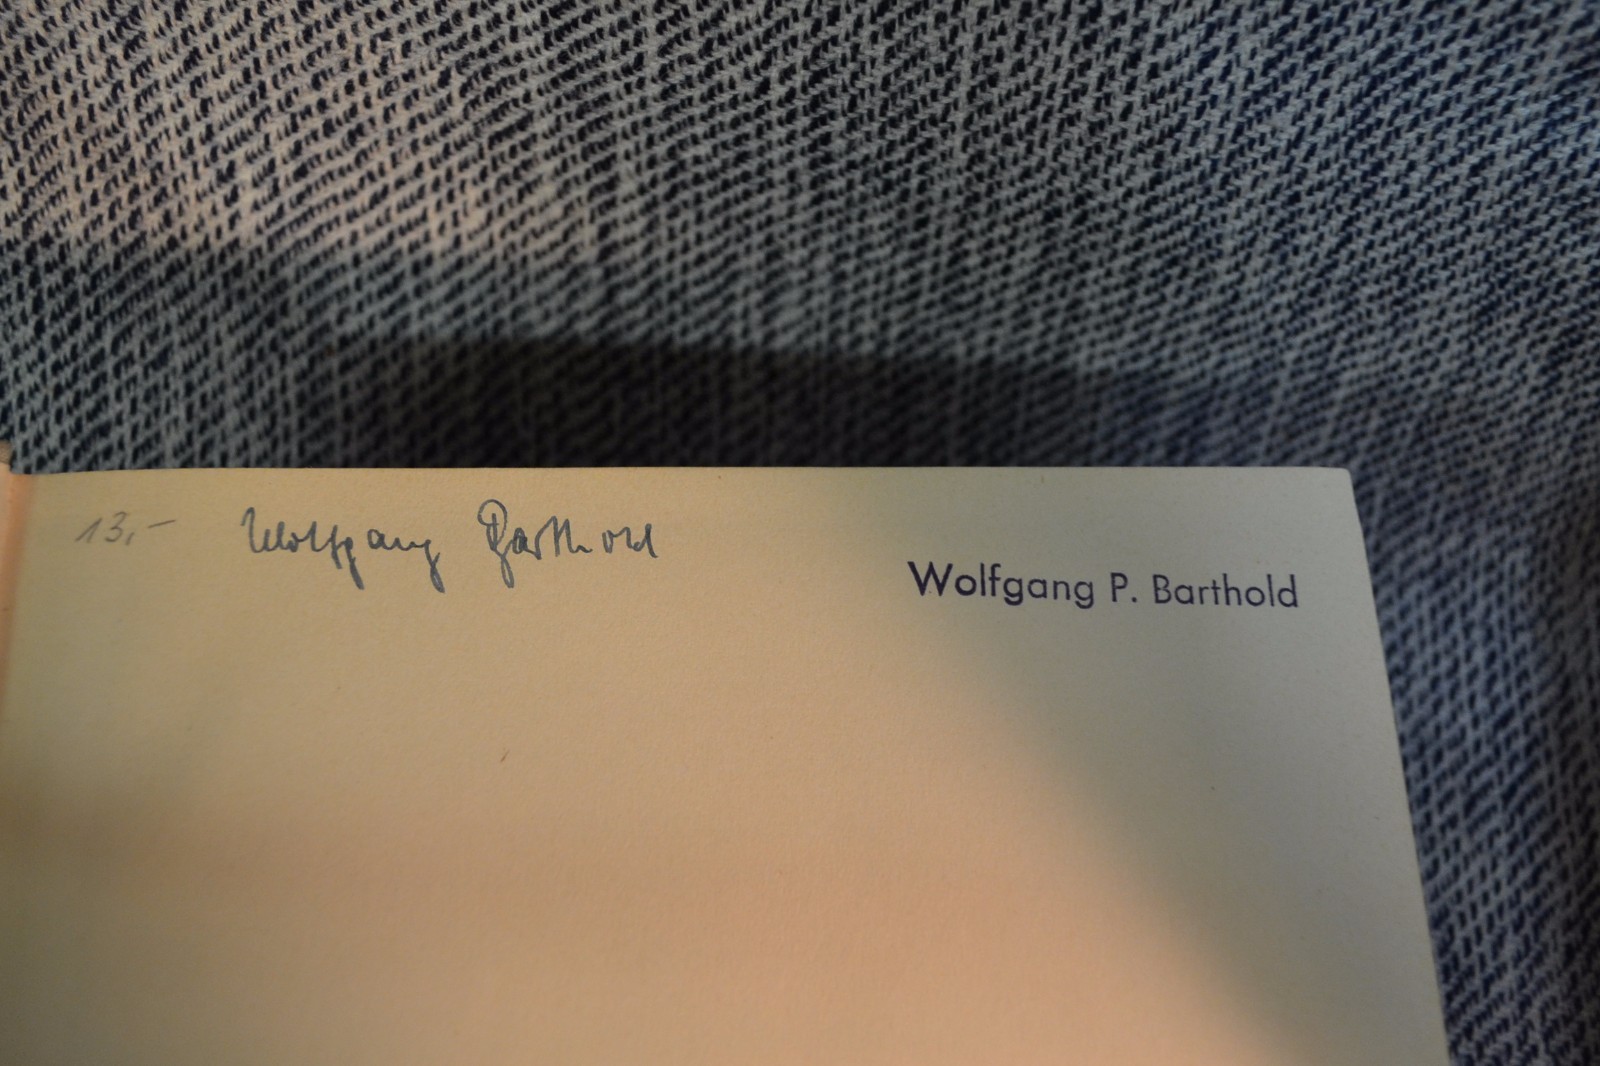 13,- Wolfgang Barthold
Wolfgang P. Barthold